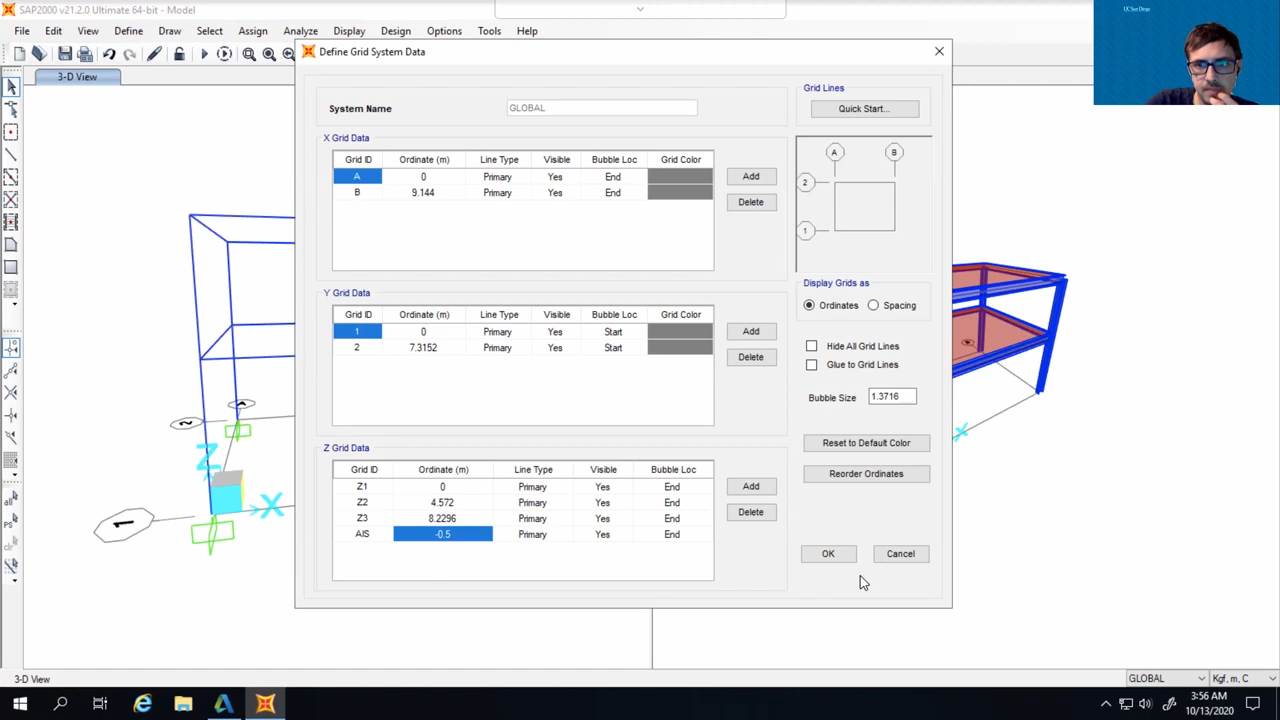 SAP2000 v21.2.0 Ultimate 64-bit - Model
UC San Diego
File Edit View Define Draw Select Assign Analyze Display Design Options Tools Help
Define Grid System Data
3-D View
System Name GLOBAL
Grid Lines
Quick Start...
X Grid Data
Grid ID Ordinate (m) Line Type Visible Bubble Loc Grid Color
A 0 Primary Yes End
B 9.144 Primary Yes End
Add
Delete
A B
2
1
Y Grid Data
Grid ID Ordinate (m) Line Type Visible Bubble Loc Grid Color
1 0 Primary Yes Start
2 7.3152 Primary Yes Start
Add
Delete
Display Grids as
Ordinates Spacing
Hide All Grid Lines
Glue to Grid Lines
Bubble Size 1.3716
Reset to Default Color
Reorder Ordinates
Z Grid Data
Grid ID Ordinate (m) Line Type Visible Bubble Loc
Z1 0 Primary Yes End
Z2 4.572 Primary Yes End
Z3 8.2296 Primary Yes End
AIS -0.5 Primary Yes End
Add
Delete
OK Cancel
2
Z
X
1
X
all
PS
clr
3-D View
GLOBAL Kgf, m, C
3:56 AM
10/13/2020